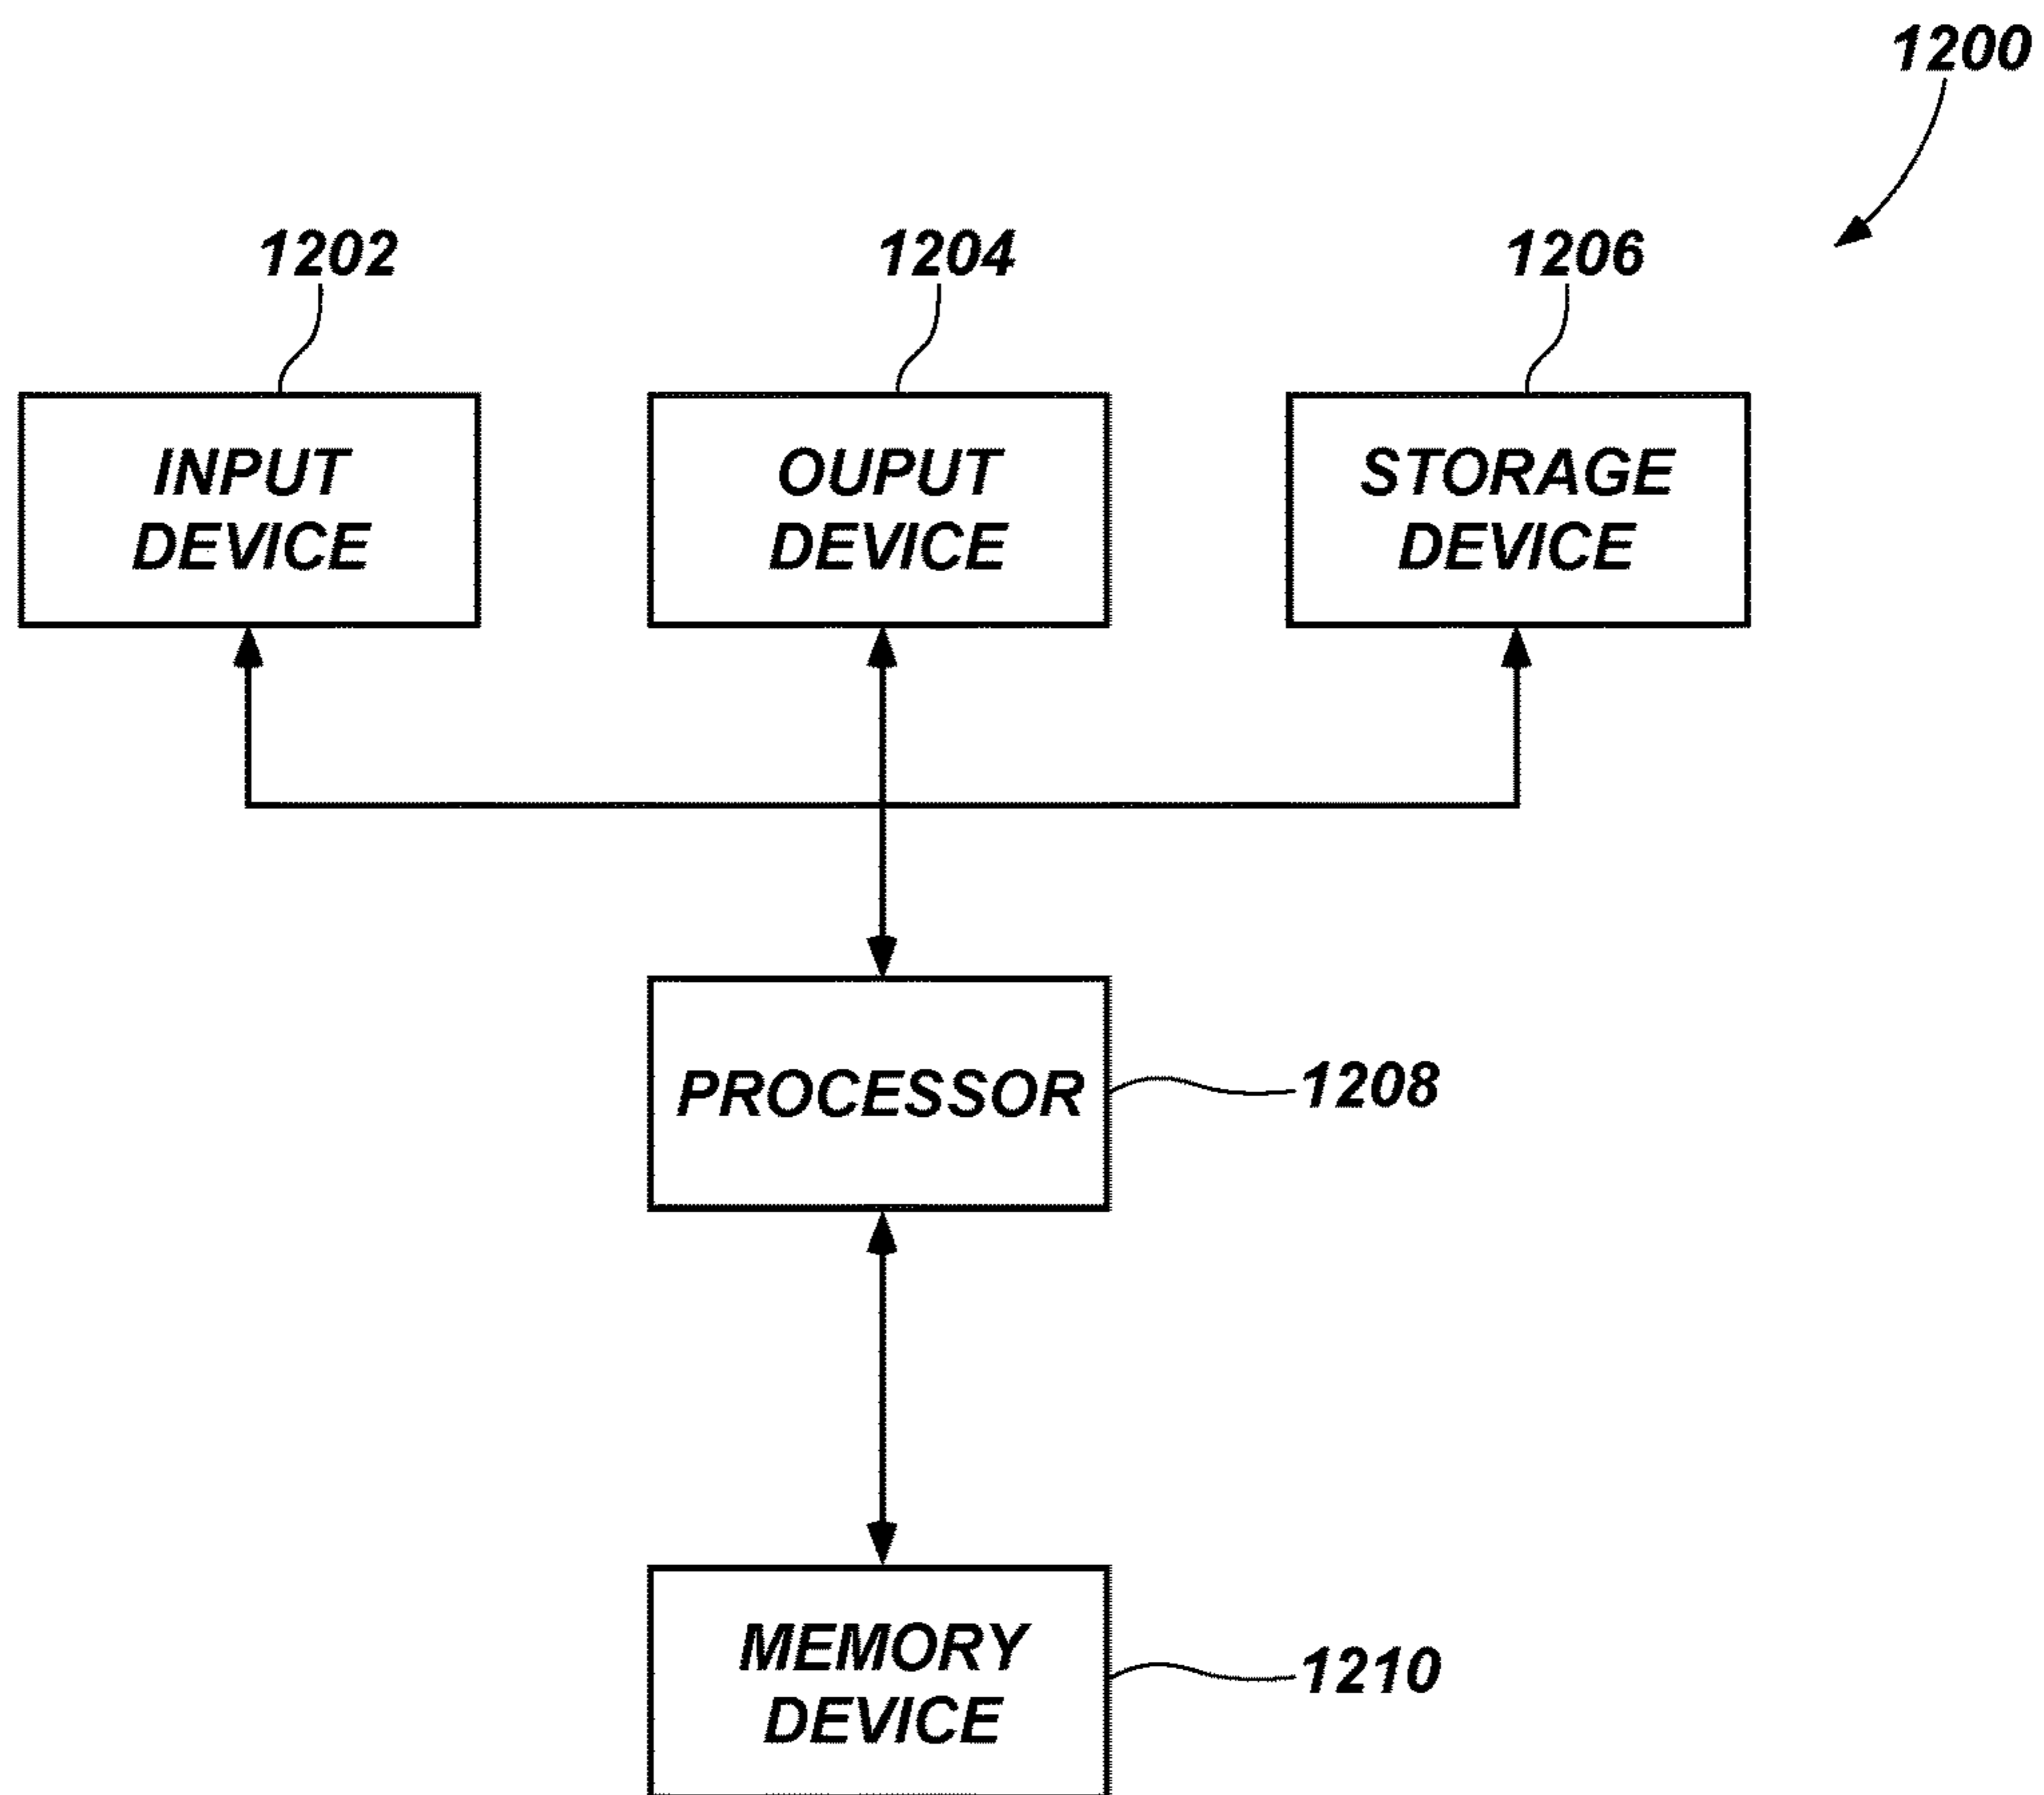 1200
1202
1204
1206
INPUT
DEVICE
OUPUT
DEVICE
STORAGE
DEVICE
PROCESSOR
1208
MEMORY
DEVICE
1210